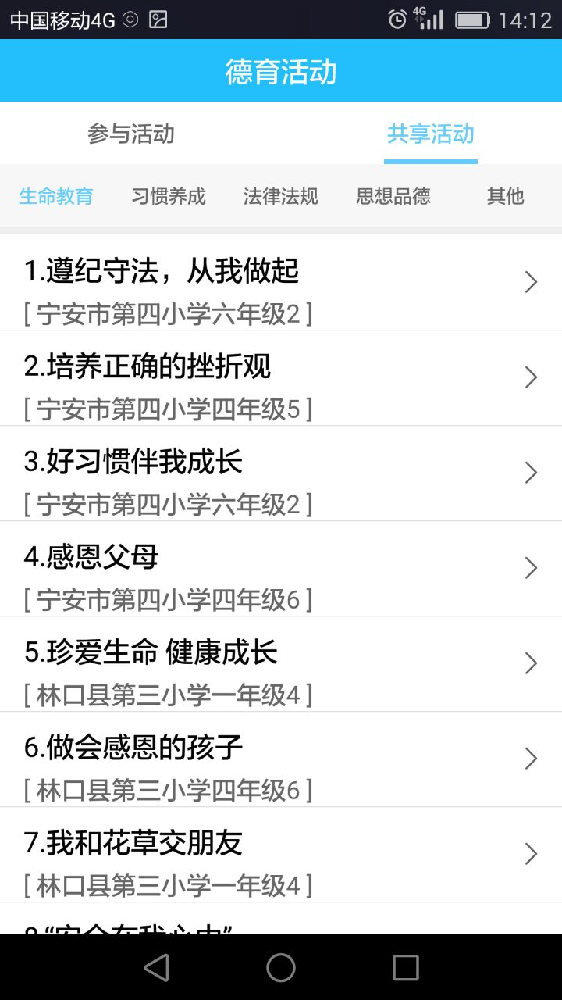 中国移动4G 4G 14:12
德育活动
参与活动 共享活动
生命教育 习惯养成 法律法规 思想品德 其他
1.遵纪守法，从我做起
[ 宁安市第四小学六年级2 ]
2.培养正确的挫折观
[ 宁安市第四小学四年级5 ]
3.好习惯伴我成长
[ 宁安市第四小学六年级2 ]
4.感恩父母
[ 宁安市第四小学四年级6 ]
5.珍爱生命 健康成长
[ 林口县第三小学一年级4 ]
6.做会感恩的孩子
[ 林口县第三小学四年级6 ]
7.我和花草交朋友
[ 林口县第三小学一年级4 ]
8.“安全在我心中”